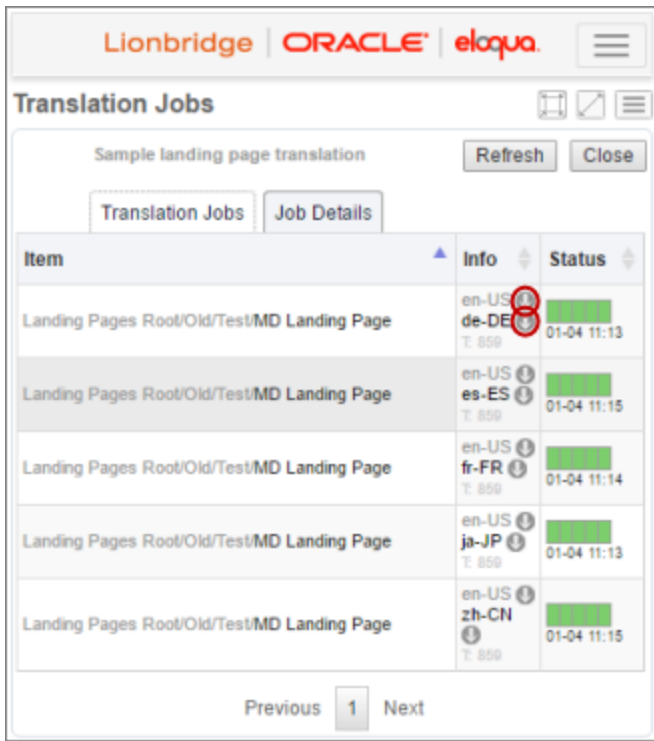 Lionbridge | ORACLE | eloqua.
Translation Jobs
Sample landing page translation Refresh Close
Translation Jobs Job Details
Item Info Status
en-US
Landing Pages Root/Old/Test/MD Landing Page de-DE 01-04 11:13
T: 859
en-US
Landing Pages Root/Old/Test/MD Landing Page es-ES 01-04 11:15
T: 859
en-US
Landing Pages Root/Old/Test/MD Landing Page fr-FR 01-04 11:14
T: 859
en-US
Landing Pages Root/Old/Test/MD Landing Page ja-JP 01-04 11:13
T: 859
en-US
Landing Pages Root/Old/Test/MD Landing Page zh-CN 01-04 11:15
T: 859
Previous 1 Next